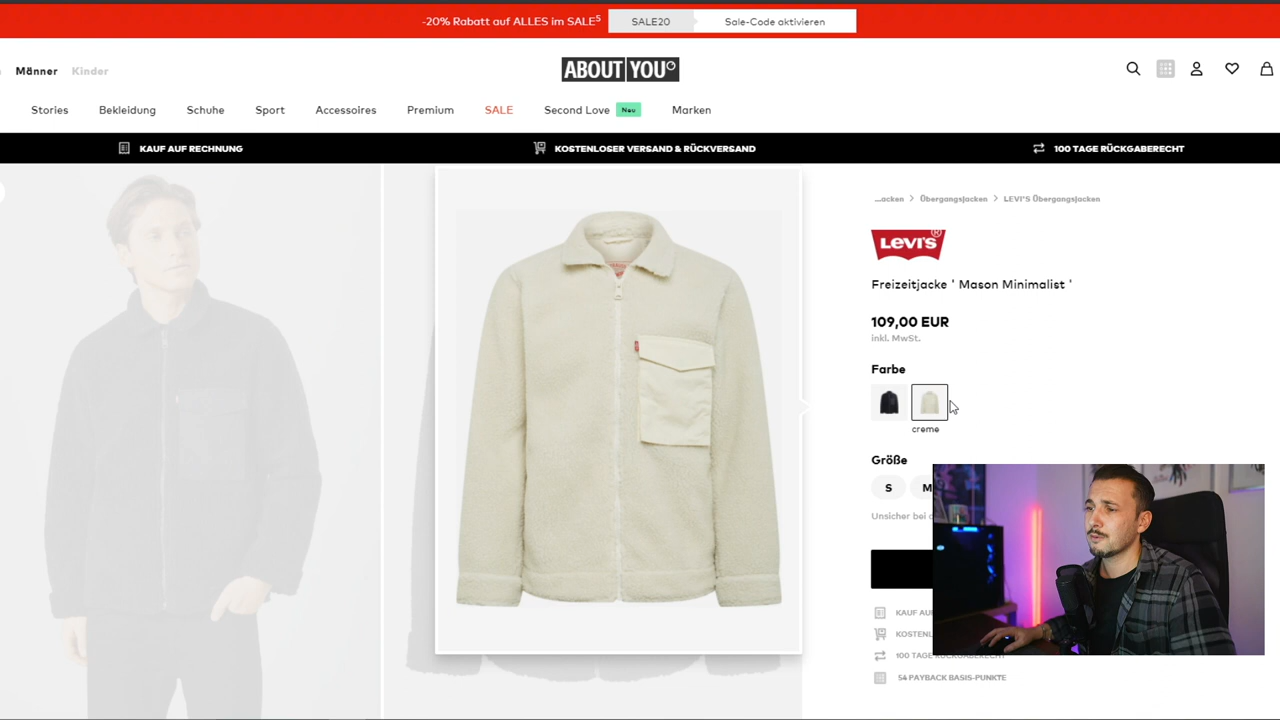 -20% Rabatt auf ALLES im SALE⁵
SALE20
Sale-Code aktivieren
Männer
Kinder
ABOUT YOU°
Stories
Bekleidung
Schuhe
Sport
Accessoires
Premium
SALE
Second Love
Neu
Marken
KAUF AUF RECHNUNG
KOSTENLOSER VERSAND & RÜCKVERSAND
100 TAGE RÜCKGABERECHT
...acken > Übergangsjacken > LEVI'S Übergangsjacken
LEVI'S®
Freizeitjacke ' Mason Minimalist '
109,00 EUR
inkl. MwSt.
Farbe
creme
Größe
S
M
Unsicher bei
KAUF AUF
KOSTENL
100 TAGE RÜCKGABERECHT
54 PAYBACK BASIS-PUNKTE